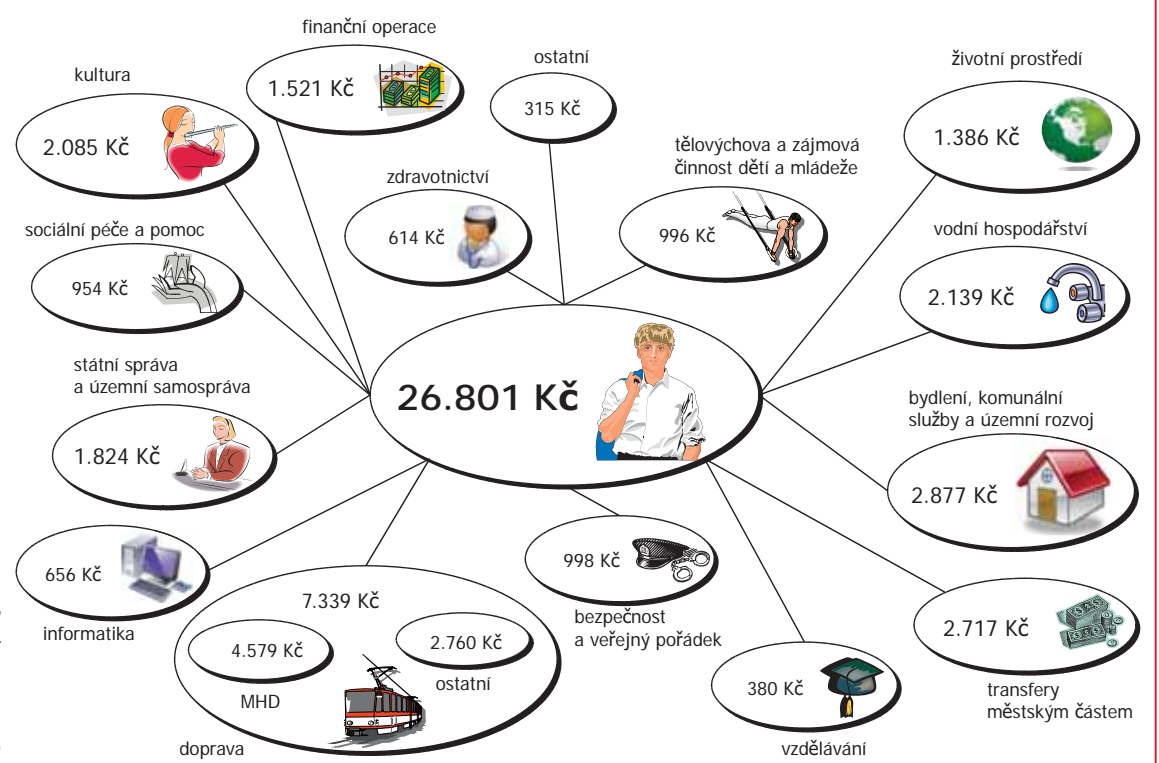 finanční operace
1.521 Kč
ostatní
315 Kč
životní prostředí
1.386 Kč
kultura
2.085 Kč
tělovýchova a zájmová
činnost dětí a mládeže
996 Kč
zdravotnictví
614 Kč
sociální péče a pomoc
954 Kč
vodní hospodářství
2.139 Kč
státní správa
a územní samospráva
1.824 Kč
26.801 Kč
bydlení, komunální
služby a územní rozvoj
2.877 Kč
656 Kč
informatika
7.339 Kč
4.579 Kč
MHD
2.760 Kč
ostatní
doprava
998 Kč
bezpečnost
a veřejný pořádek
380 Kč
vzdělávání
2.717 Kč
transfery
městským částem